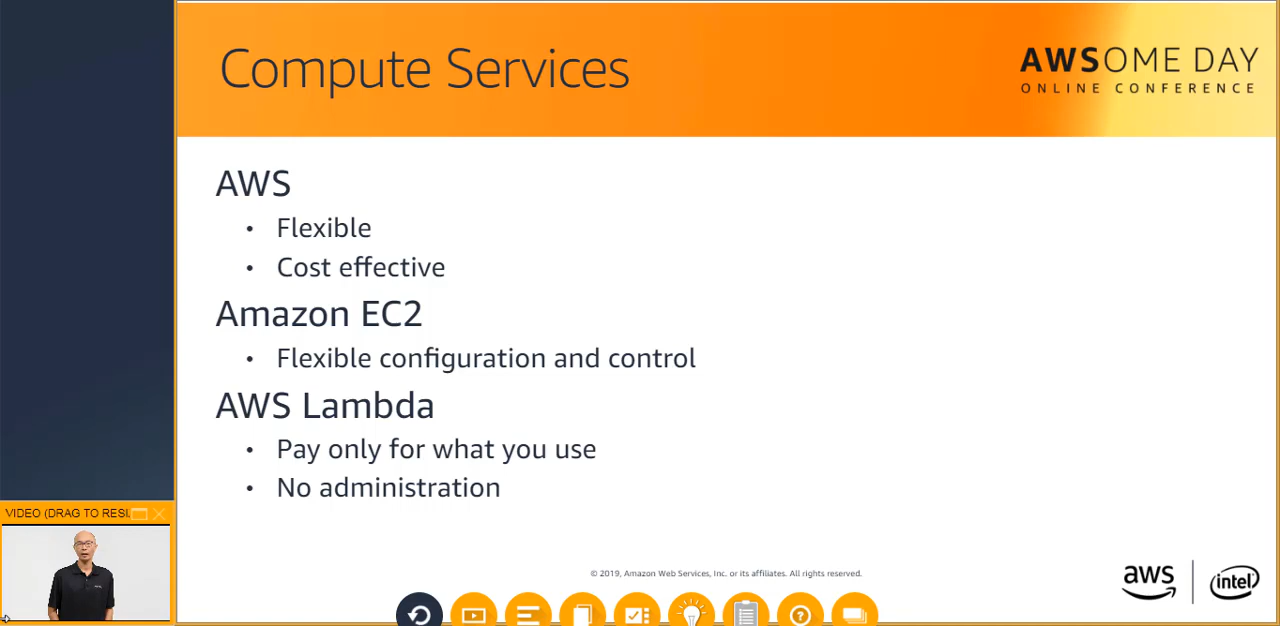 Compute Services
AWSOME DAY
ONLINE CONFERENCE
AWS
• Flexible
• Cost effective
Amazon EC2
• Flexible configuration and control
AWS Lambda
• Pay only for what you use
• No administration
VIDEO (DRAG TO RESI
© 2019, Amazon Web Services, Inc. or its affiliates. All rights reserved.
aws
intel